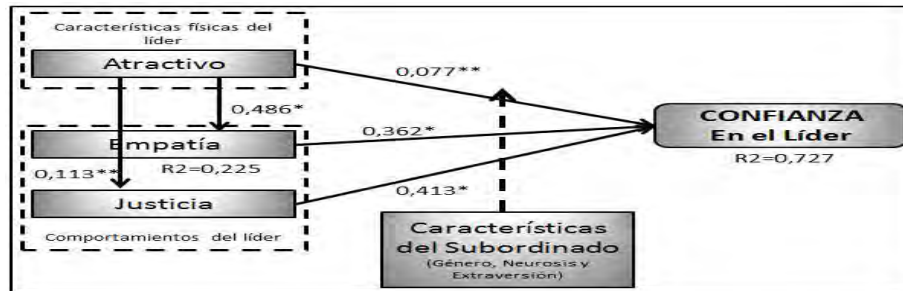 Características físicas del
líder
Atractivo
0,077**
0,486*
CONFIANZA
En el Líder
R2=0,727
0,362*
Empatía
0,113**
R2=0,225
0,413*
Justicia
Comportamientos del líder
Características
del Subordinado
(Género, Neurosis y
Extraversión)